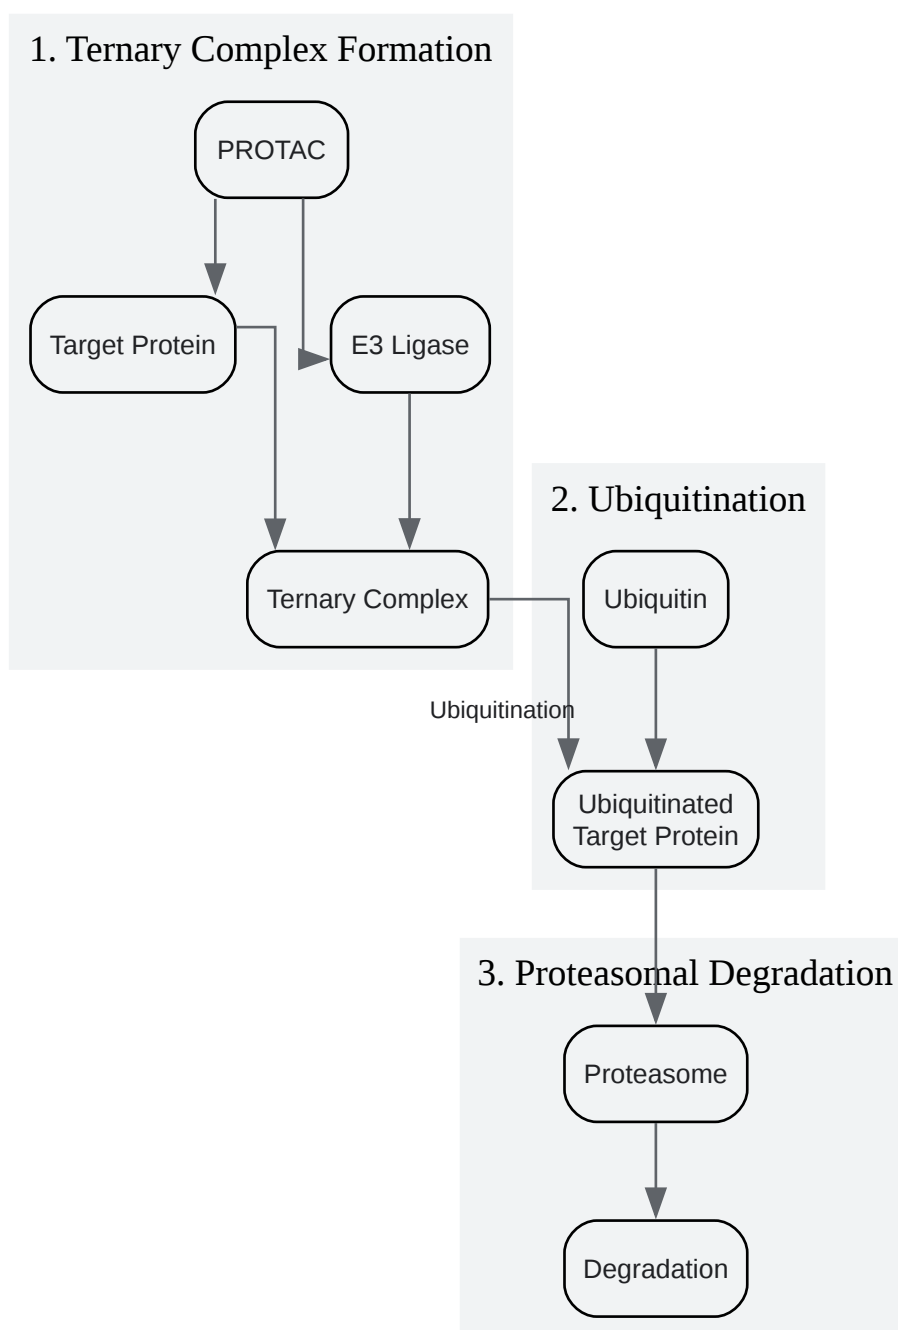 1. Ternary Complex Formation
PROTAC
Target Protein
E3 Ligase
Ternary Complex
2. Ubiquitination
Ubiquitin
Ubiquitination
Ubiquitinated
Target Protein
3. Proteasomal Degradation
Proteasome
Degradation